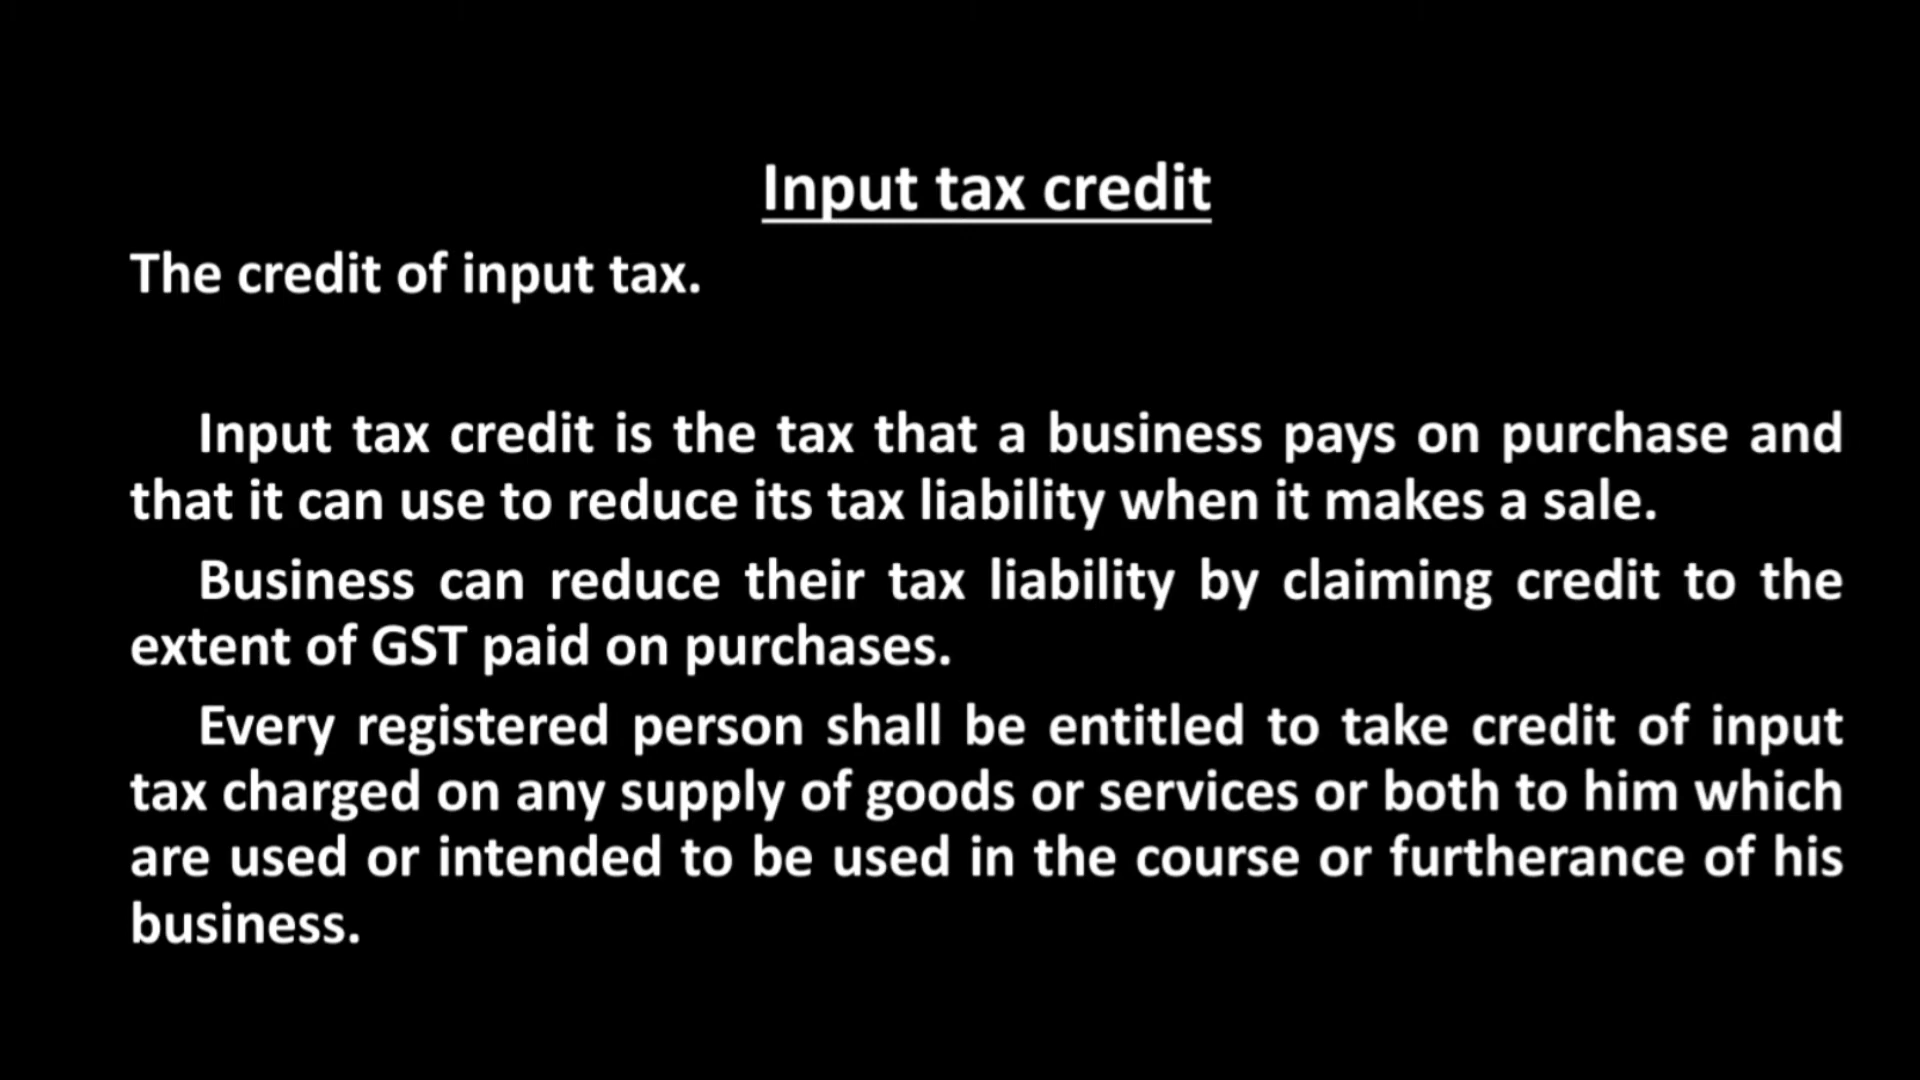 Input tax credit
The credit of input tax.
Input tax credit is the tax that a business pays on purchase and
that it can use to reduce its tax liability when it makes a sale.
Business can reduce their tax liability by claiming credit to the
extent of GST paid on purchases.
Every registered person shall be entitled to take credit of input
tax charged on any supply of goods or services or both to him which
are used or intended to be used in the course or furtherance of his
business.